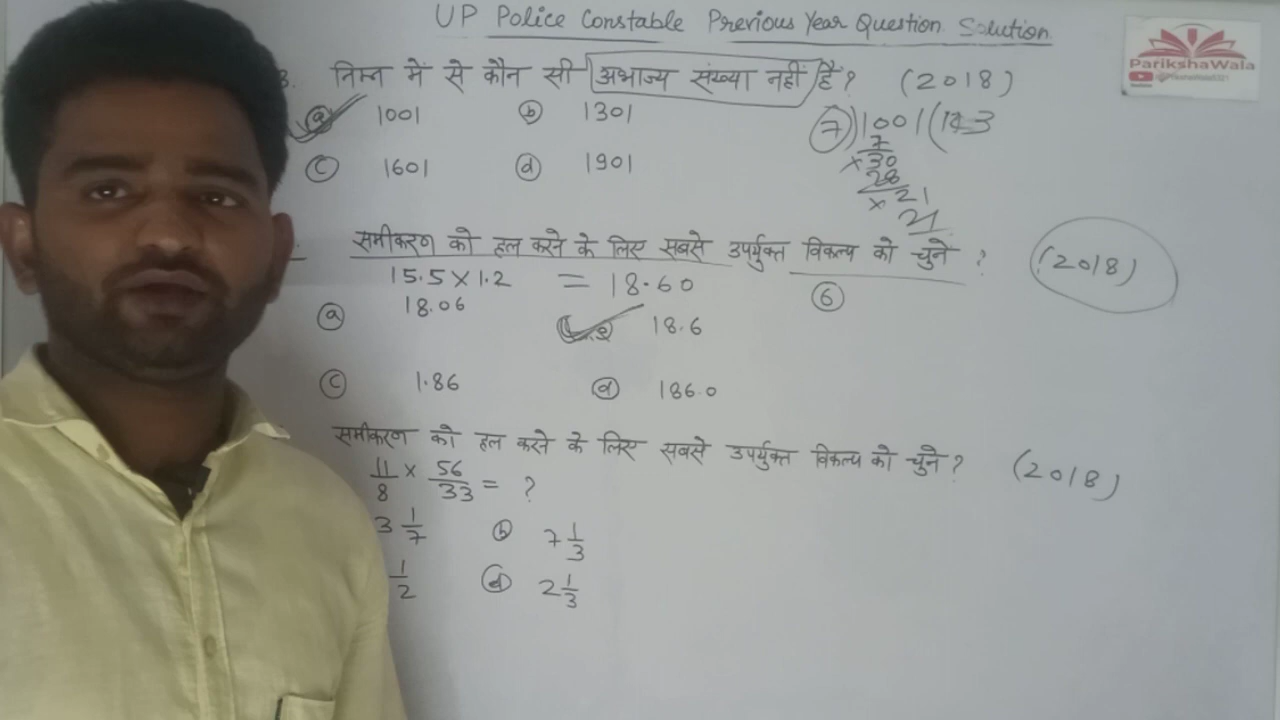 UP Police Constable Previous Year Question Solution
ParikshaWala
3. निम्न में से कौन सी अभाज्य संख्या नहीं है? (2018)
(a) 1001 (b) 1301
(c) 1601 (d) 1901
7)1001(143
7
×30
28
×21
21
समीकरण को हल करने के लिए सबसे उपर्युक्त विकल्प को चुने ? (2018)
15.5×1.2 = 18.60 (6)
(a) 18.06 18.6
(c) 1.86 (d) 186.0
समीकरण को हल करने के लिए सबसे उपर्युक्त विकल्प को चुने? (2018)
11/8 × 56/33 = ?
3 1/7 (b) 7 1/3
1/2 (d) 2 1/3